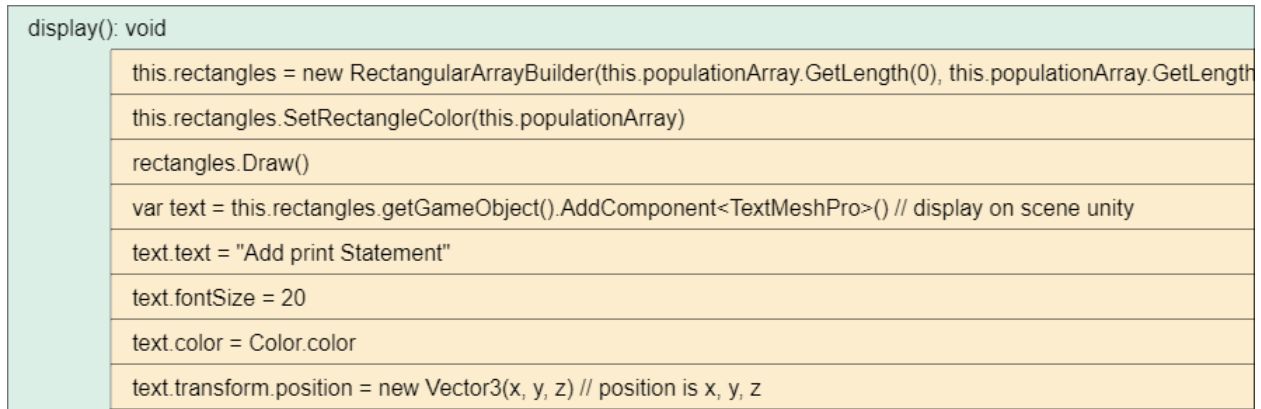 display(): void
this.rectangles = new RectangularArrayBuilder(this.populationArray.GetLength(0), this.populationArray.GetLength
this.rectangles.SetRectangleColor(this.populationArray)
rectangles.Draw()
var text = this.rectangles.getGameObject().AddComponent<TextMeshPro>() // display on scene unity
text.text = "Add print Statement"
text.fontSize = 20
text.color = Color.color
text.transform.position = new Vector3(x, y, z) // position is x, y, z